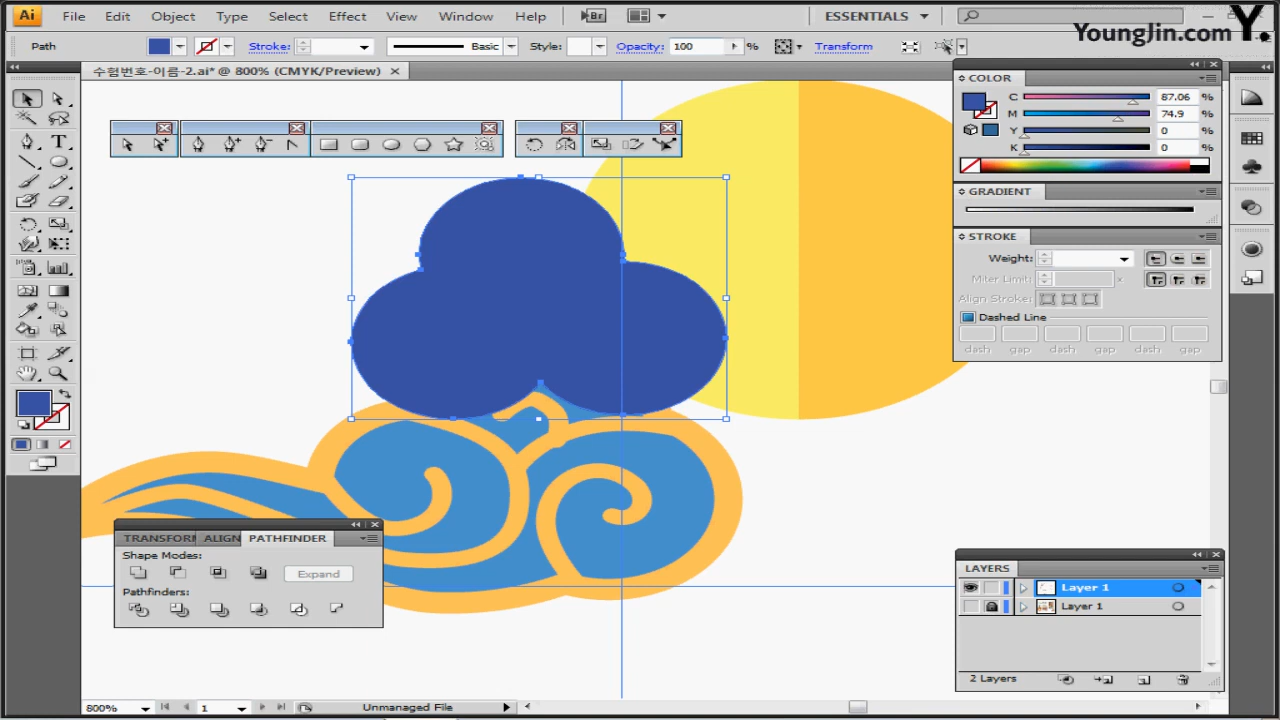 Ai File Edit Object Type Select Effect View Window Help Br ESSENTIALS
Y.
YoungJin.com
Path Stroke: Basic Style: Opacity: 100 % Transform
수험번호-이름-2.ai* @ 800% (CMYK/Preview)
COLOR
C 87.06 %
M 74.9 %
Y 0 %
K 0 %
GRADIENT
STROKE
Weight:
Miter Limit: x
Align Stroke:
Dashed Line
dash gap dash gap dash gap
TRANSFORM ALIGN PATHFINDER
Shape Modes:
Expand
Pathfinders:
LAYERS
Layer 1
Layer 1
2 Layers
800% 1 Unmanaged File